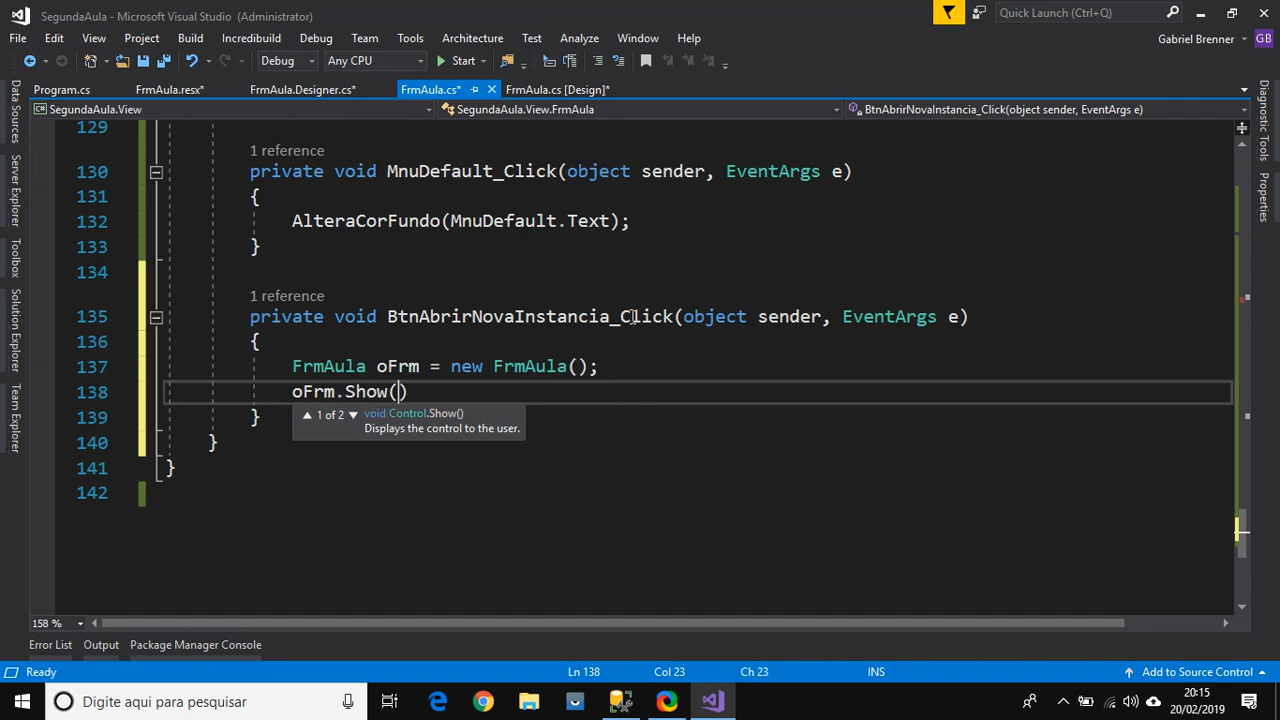 SegundaAula - Microsoft Visual Studio (Administrator)
Quick Launch (Ctrl+Q)
File Edit View Project Build Incredibuild Debug Team Tools Architecture Test Analyze Window Help
Gabriel Brenner GB
Debug Any CPU Start
Program.cs FrmAula.resx* FrmAula.Designer.cs* FrmAula.cs* FrmAula.cs [Design]*
SegundaAula.View SegundaAula.View.FrmAula BtnAbrirNovaInstancia_Click(object sender, EventArgs e)
Data Sources
Server Explorer
Toolbox
Solution Explorer
Team Explorer
Diagnostic Tools
Properties
129
1 reference
130 private void MnuDefault_Click(object sender, EventArgs e)
131 {
132 AlteraCorFundo(MnuDefault.Text);
133 }
134
1 reference
135 private void BtnAbrirNovaInstancia_Click(object sender, EventArgs e)
136 {
137 FrmAula oFrm = new FrmAula();
138 oFrm.Show()
139 }
▲ 1 of 2 ▼ void Control.Show()
Displays the control to the user.
140 }
141 }
142
158 %
Error List Output Package Manager Console
Ready Ln 138 Col 23 Ch 23 INS Add to Source Control
Digite aqui para pesquisar
20:15
20/02/2019